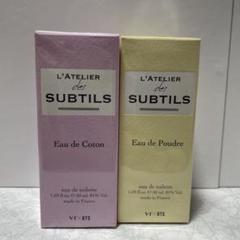 L'ATELIER
des
SUBTILS
Eau de Coton
eau de toilette
made in France
L'ATELIER
des
SUBTILS
Eau de Poudre
eau de toilette
made in France